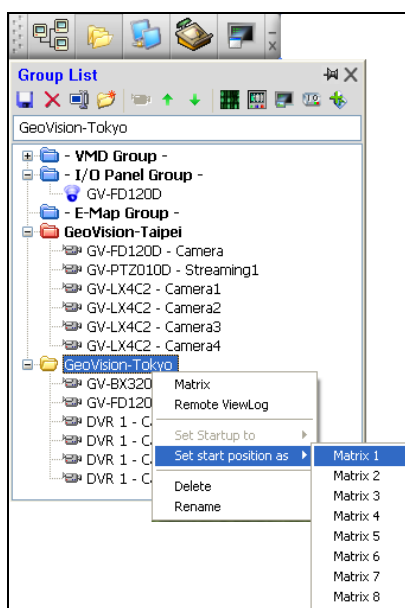 Group List
GeoVision-Tokyo
- VMD Group -
- I/O Panel Group -
GV-FD120D
- E-Map Group -
GeoVision-Taipei
GV-FD120D - Camera
GV-PTZ010D - Streaming1
GV-LX4C2 - Camera1
GV-LX4C2 - Camera2
GV-LX4C2 - Camera3
GV-LX4C2 - Camera4
GeoVision-Tokyo
GV-BX320
GV-FD120
DVR 1 - C
DVR 1 - C
DVR 1 - C
DVR 1 - C
Matrix
Remote ViewLog
Set Startup to
Set start position as
Delete
Rename
Matrix 1
Matrix 2
Matrix 3
Matrix 4
Matrix 5
Matrix 6
Matrix 7
Matrix 8